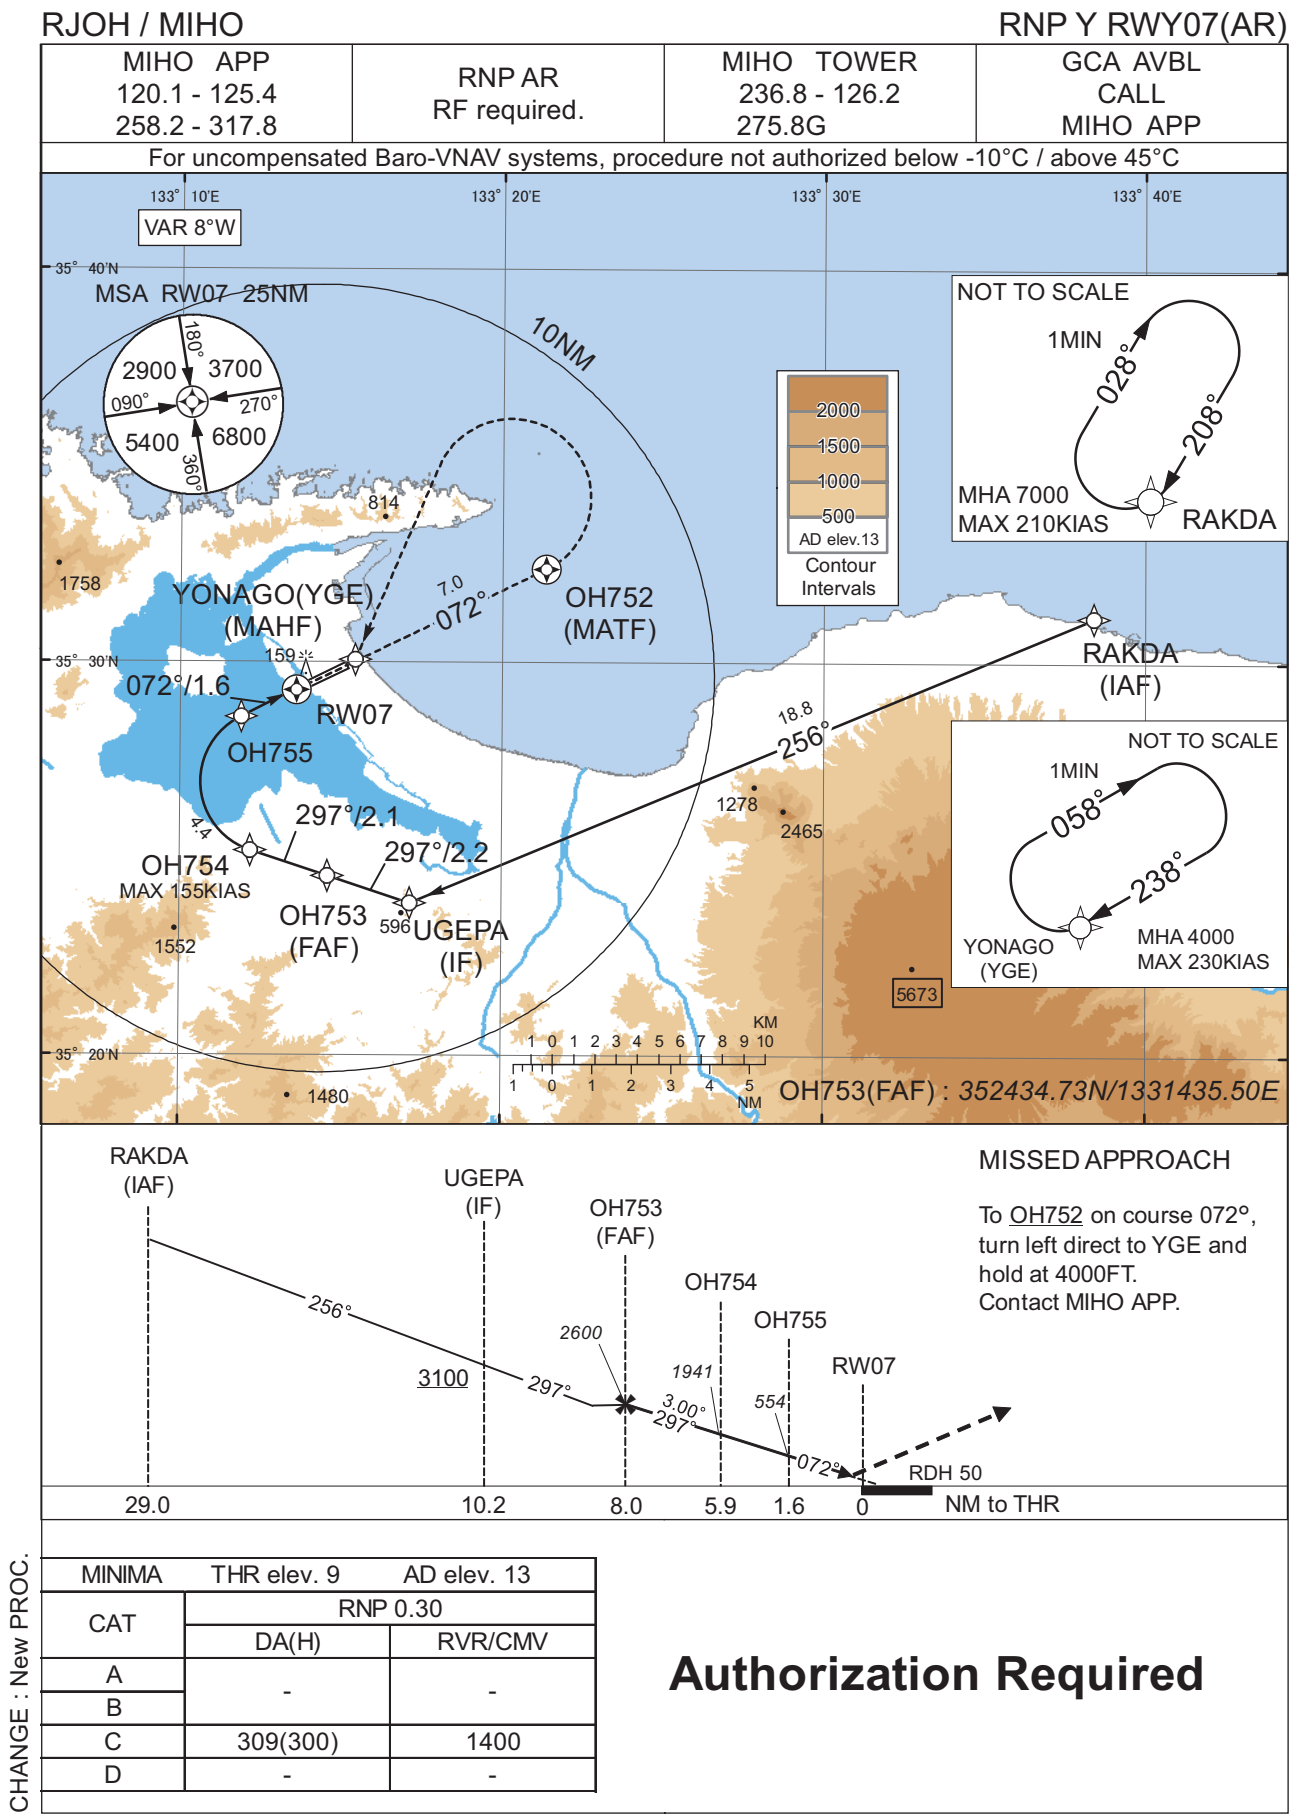 RJOH / MIHO
RNP Y RWY07(AR)
MIHO APP
120.1 - 125.4
258.2 - 317.8
RNP AR
RF required.
MIHO TOWER
236.8 - 126.2
275.8G
GCA AVBL
CALL
MIHO APP
For uncompensated Baro-VNAV systems, procedure not authorized below -10°C / above 45°C
133° 10'E
133° 20'E
133° 30'E
133° 40'E
VAR 8°W
35° 40'N
MSA RW07 25NM
180°
2900
3700
090°
270°
5400
6800
360°
10NM
NOT TO SCALE
1MIN
028°
208°
MHA 7000
MAX 210KIAS
RAKDA
2000
1500
1000
500
AD elev.13
Contour
Intervals
814
1758
YONAGO(YGE)
(MAHF)
7.0
072°
OH752
(MATF)
159
35° 30'N
RAKDA
(IAF)
072°/1.6
RW07
OH755
18.8
256°
NOT TO SCALE
1MIN
058°
238°
YONAGO
(YGE)
MHA 4000
MAX 230KIAS
1278
2465
297°/2.1
4.4
297°/2.2
OH754
MAX 155KIAS
OH753
(FAF)
596
UGEPA
(IF)
1552
5673
KM
1 0 1 2 3 4 5 6 7 8 9 10
35° 20'N
1 0 1 2 3 4 5
NM
1480
OH753(FAF) : 352434.73N/1331435.50E
RAKDA
(IAF)
UGEPA
(IF)
OH753
(FAF)
OH754
OH755
RW07
MISSED APPROACH
To OH752 on course 072°,
turn left direct to YGE and
hold at 4000FT.
Contact MIHO APP.
256°
3100
297°
2600
3.00°
297°
1941
554
072°
RDH 50
29.0
10.2
8.0
5.9
1.6
0
NM to THR
CHANGE : New PROC.
MINIMA THR elev. 9 AD elev. 13
CAT
RNP 0.30
DA(H) RVR/CMV
A
B
- -
C 309(300) 1400
D - -
Authorization Required